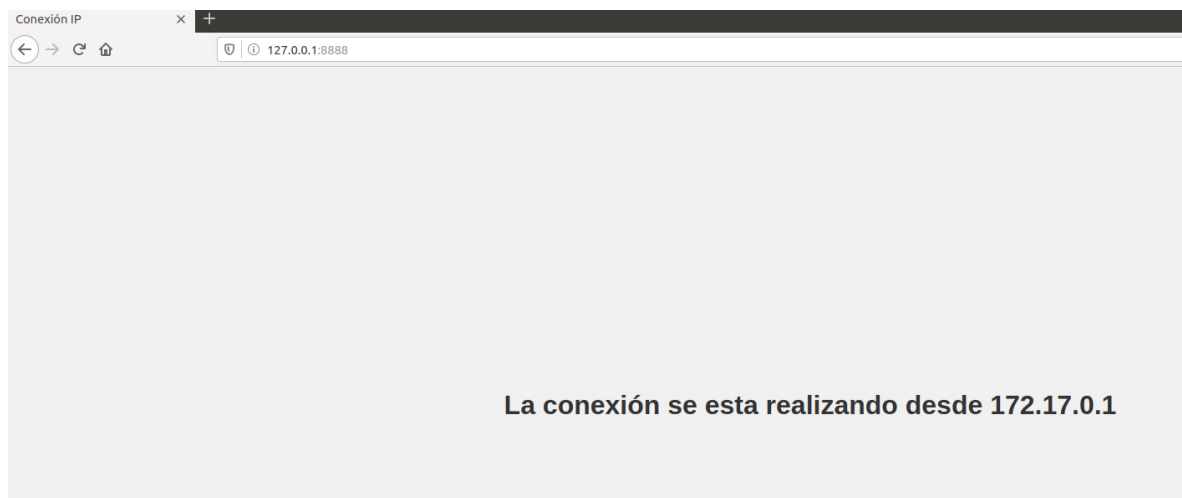 Conexión IP
127.0.0.1:8888
La conexión se esta realizando desde 172.17.0.1